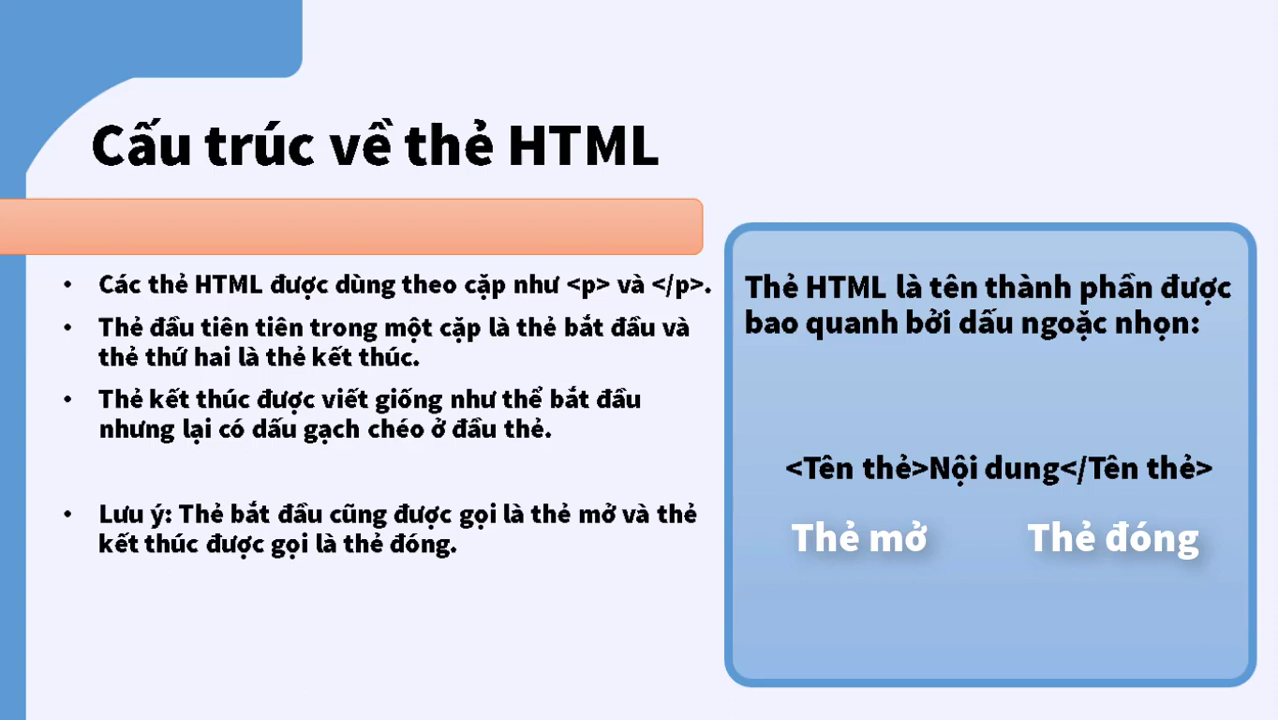 Cấu trúc về thẻ HTML
• Các thẻ HTML được dùng theo cặp như <p> và </p>.
• Thẻ đầu tiên tiên trong một cặp là thẻ bắt đầu và
thẻ thứ hai là thẻ kết thúc.
• Thẻ kết thúc được viết giống như thể bắt đầu
nhưng lại có dấu gạch chéo ở đầu thẻ.
• Lưu ý: Thẻ bắt đầu cũng được gọi là thẻ mở và thẻ
kết thúc được gọi là thẻ đóng.
Thẻ HTML là tên thành phần được
bao quanh bởi dấu ngoặc nhọn:
<Tên thẻ>Nội dung</Tên thẻ>
Thẻ mở Thẻ đóng